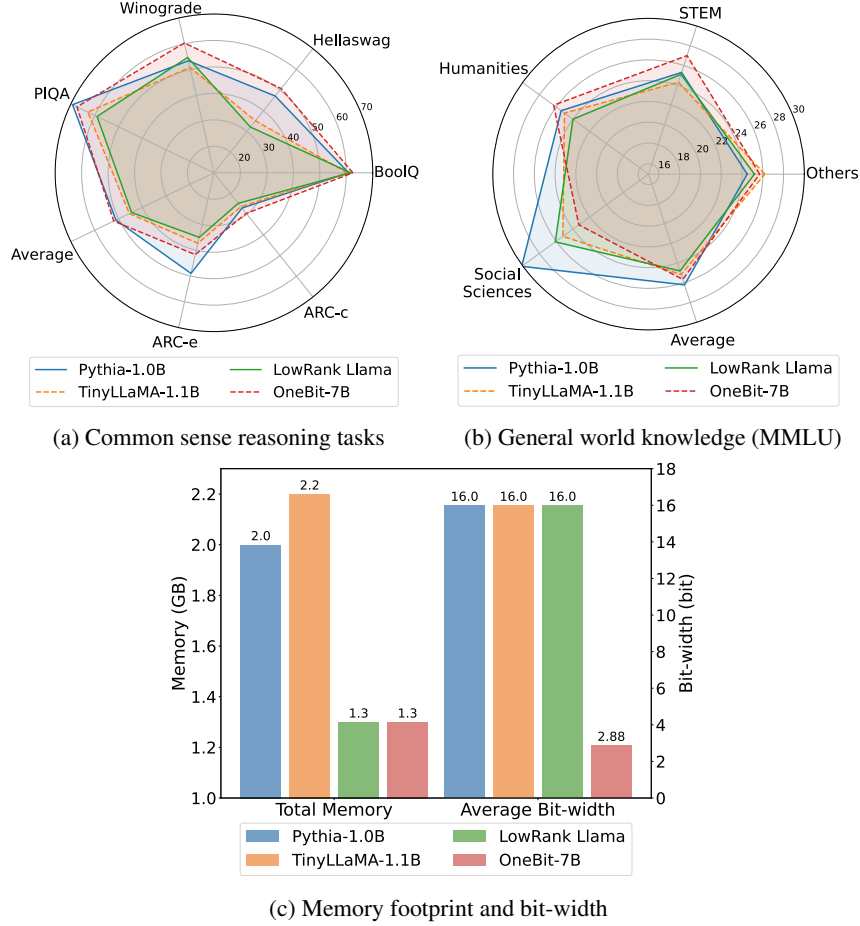 Winograde
Hellaswag
PIQA
70
60
50
40
30
20
BoolQ
Average
ARC-c
ARC-e
Pythia-1.0B
LowRank Llama
TinyLLaMA-1.1B
OneBit-7B
(a) Common sense reasoning tasks
STEM
Humanities
30
28
26
24
22
20
18
16
Others
Social
Sciences
Average
Pythia-1.0B
LowRank Llama
TinyLLaMA-1.1B
OneBit-7B
(b) General world knowledge (MMLU)
Memory (GB)
2.2
2.0
1.8
1.6
1.4
1.2
1.0
2.0
2.2
1.3
1.3
16.0
16.0
16.0
2.88
18
16
14
12
10
8
6
4
2
0
Bit-width (bit)
Total Memory
Average Bit-width
Pythia-1.0B
LowRank Llama
TinyLLaMA-1.1B
OneBit-7B
(c) Memory footprint and bit-width